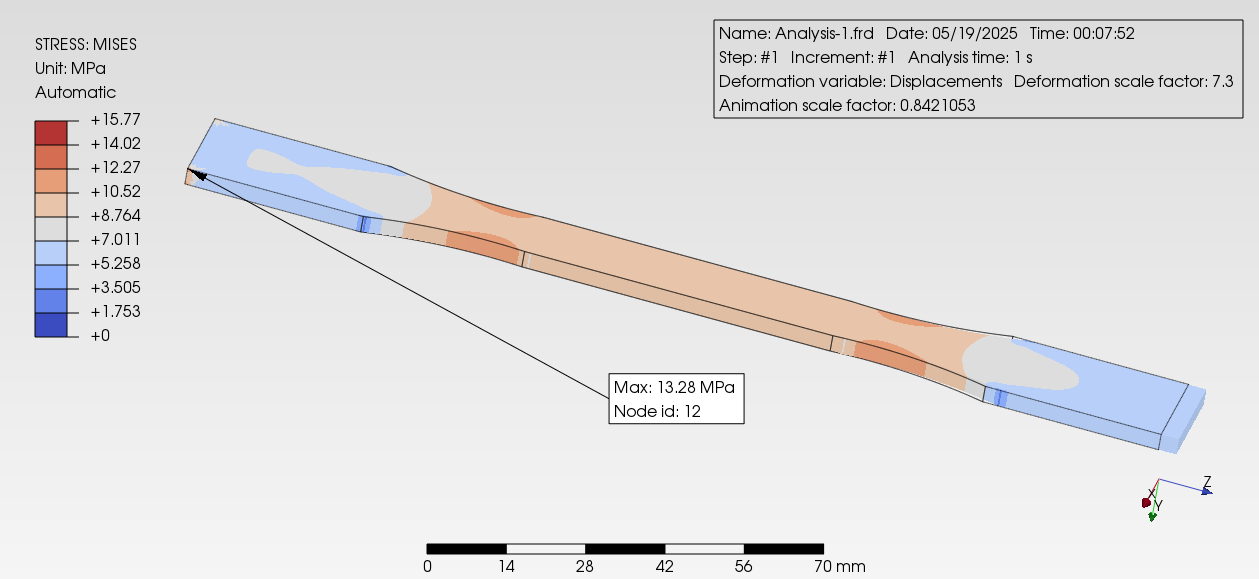 STRESS: MISES
Unit: MPa
Automatic
+15.77
+14.02
+12.27
+10.52
+8.764
+7.011
+5.258
+3.505
+1.753
+0
Name: Analysis-1.frd   Date: 05/19/2025   Time: 00:07:52
Step: #1   Increment: #1   Analysis time: 1 s
Deformation variable: Displacements   Deformation scale factor: 7.3
Animation scale factor: 0.8421053
Max: 13.28 MPa
Node id: 12
Z
X
Y
0 14 28 42 56 70 mm